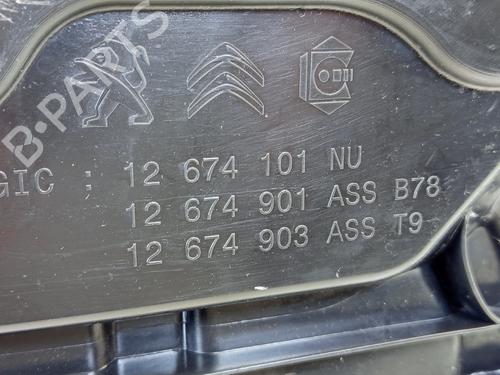 B-PARTS
GIC : 12 674 101 NU
12 674 901 ASS B78
12 674 903 ASS T9